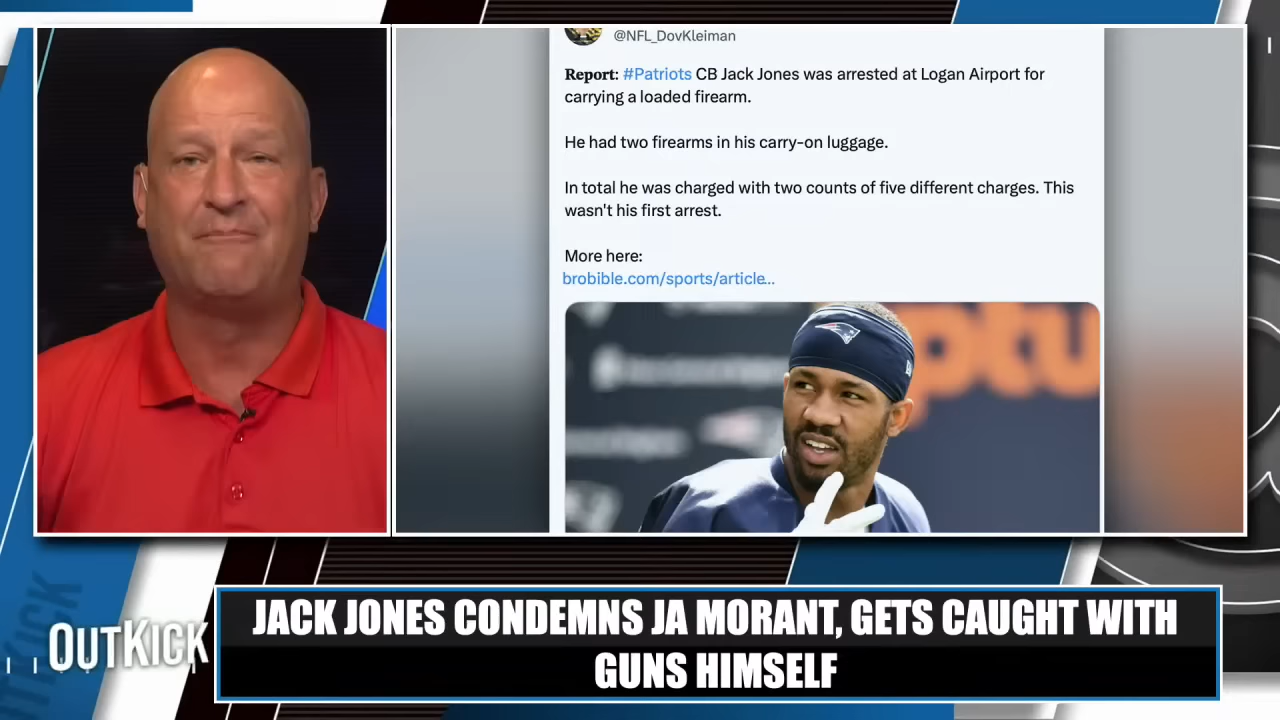 @NFL_DovKleiman
Report: #Patriots CB Jack Jones was arrested at Logan Airport for
carrying a loaded firearm.
He had two firearms in his carry-on luggage.
In total he was charged with two counts of five different charges. This
wasn't his first arrest.
More here:
brobible.com/sports/article...
ptu
JACK JONES CONDEMNS JA MORANT, GETS CAUGHT WITH
GUNS HIMSELF
OUTKICK